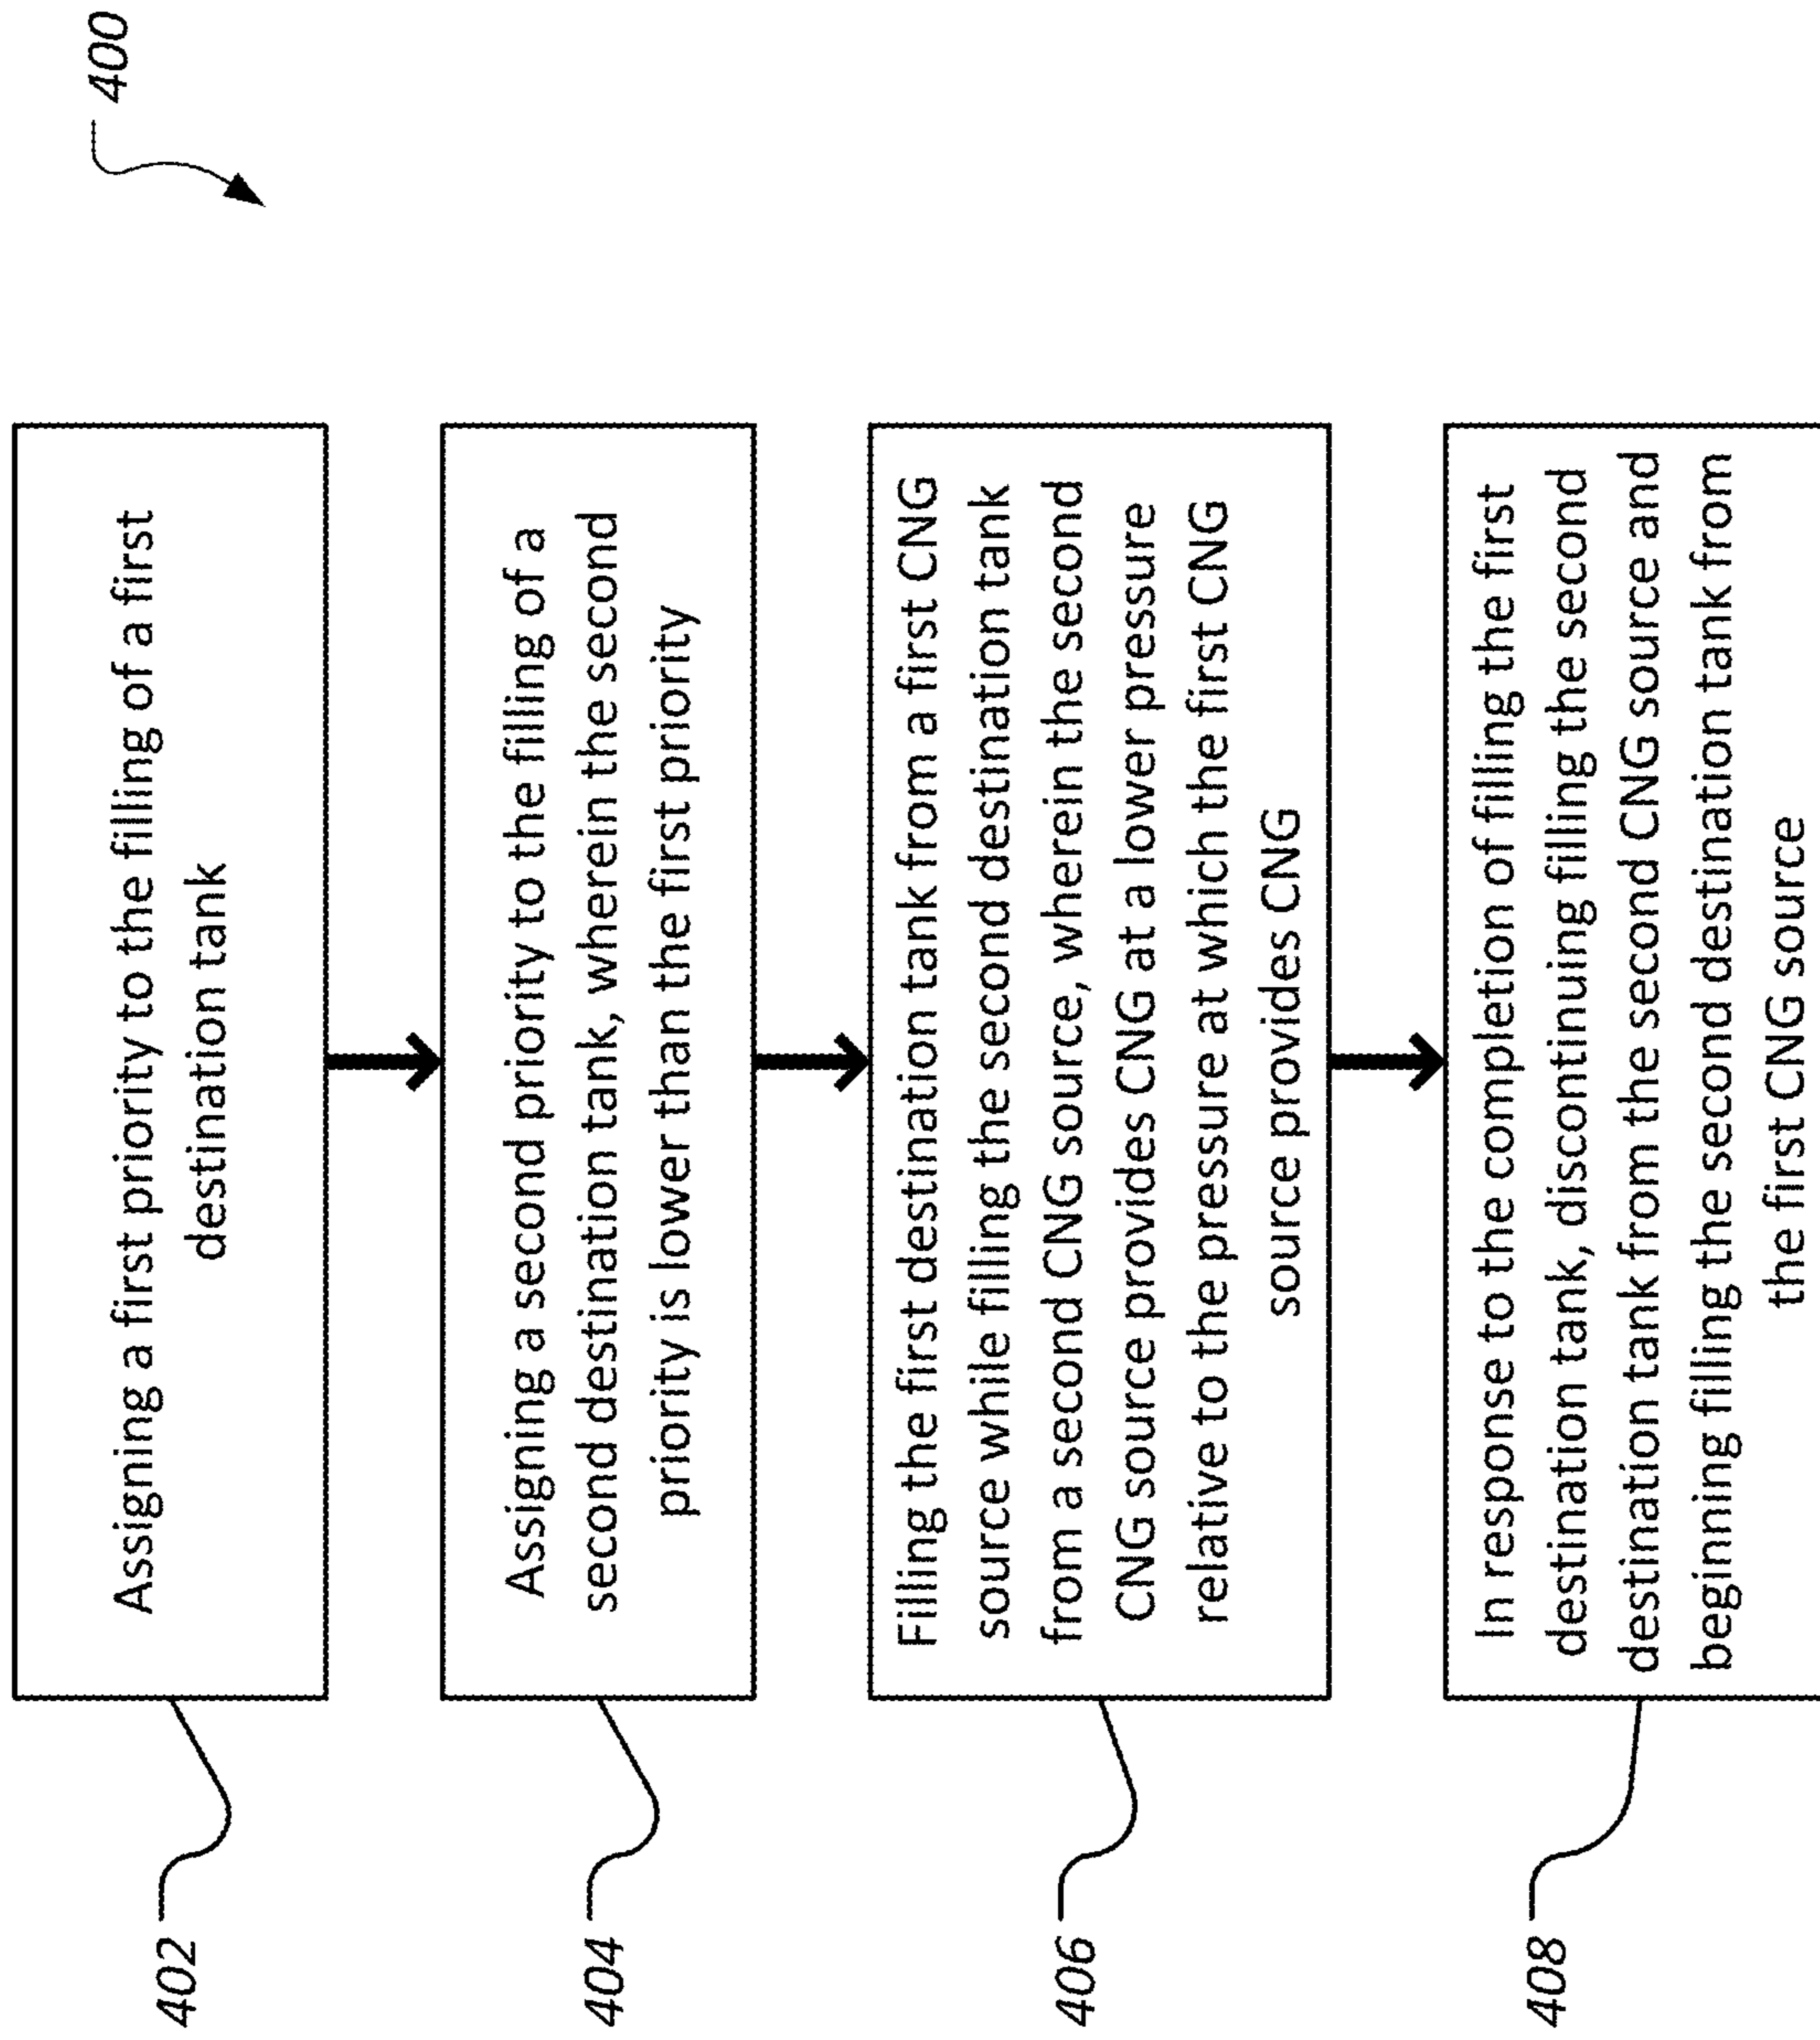 400
402
Assigning a first priority to the filling of a first
destination tank
404
Assigning a second priority to the filling of a
second destination tank, wherein the second
priority is lower than the first priority
406
Filling the first destination tank from a first CNG
source while filling the second destination tank
from a second CNG source, wherein the second
CNG source provides CNG at a lower pressure
relative to the pressure at which the first CNG
source provides CNG
408
In response to the completion of filling the first
destination tank, discontinuing filling the second
destination tank from the second CNG source and
beginning filling the second destination tank from
the first CNG source